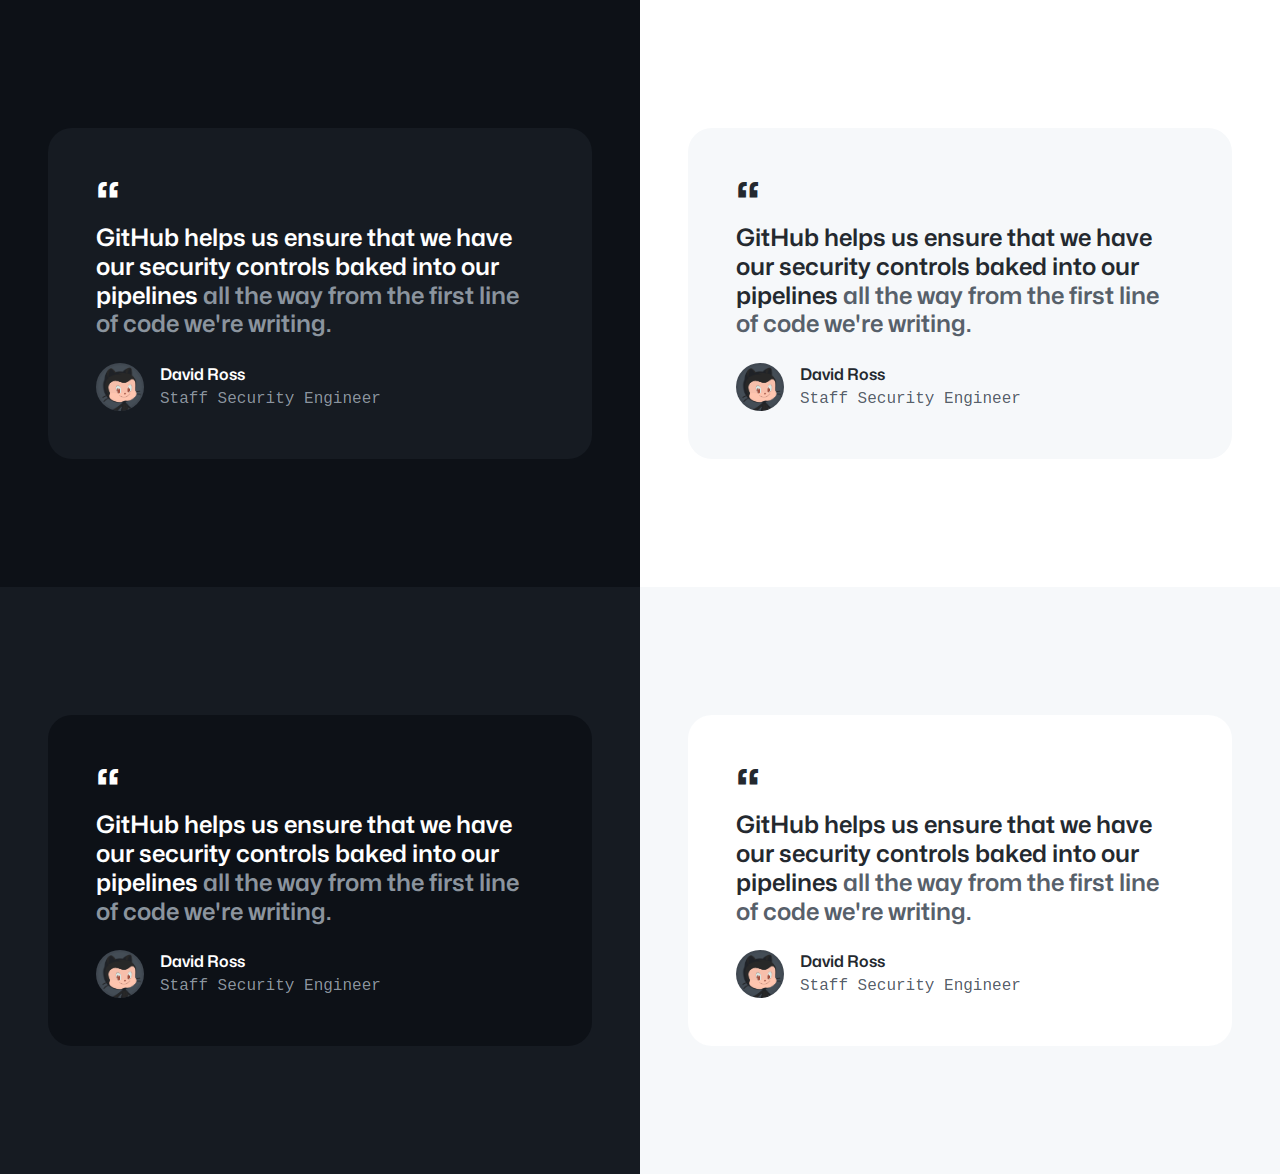 “
GitHub helps us ensure that we have
our security controls baked into our
pipelines all the way from the first line
of code we're writing.
David Ross
Staff Security Engineer
“
GitHub helps us ensure that we have
our security controls baked into our
pipelines all the way from the first line
of code we're writing.
David Ross
Staff Security Engineer
“
GitHub helps us ensure that we have
our security controls baked into our
pipelines all the way from the first line
of code we're writing.
David Ross
Staff Security Engineer
“
GitHub helps us ensure that we have
our security controls baked into our
pipelines all the way from the first line
of code we're writing.
David Ross
Staff Security Engineer